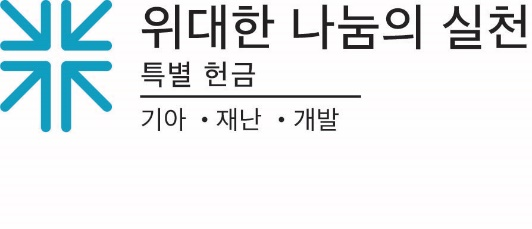 위대한 나눔의 실천
특별 헌금
기아 • 재난 • 개발